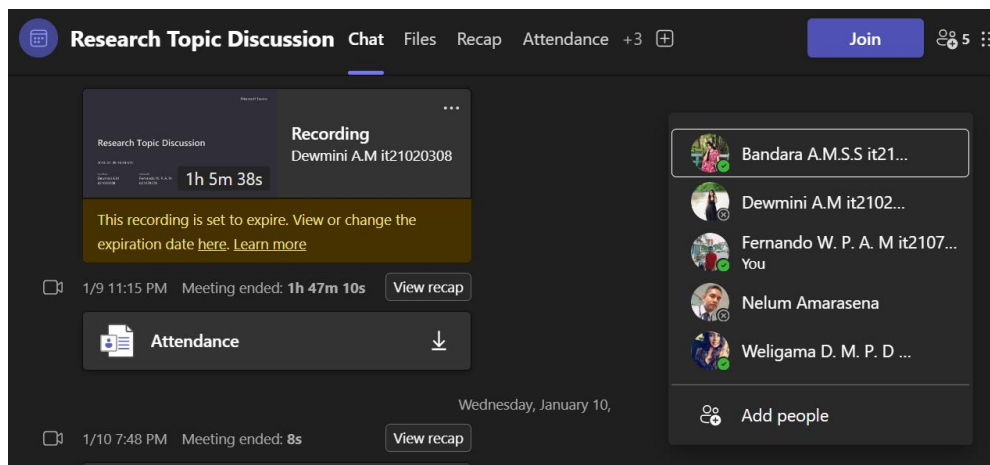 Research Topic Discussion Chat Files Recap Attendance +3 Join 5
Research Topic Discussion
1h 5m 38s
Recording
Dewmini A.M it21020308
This recording is set to expire. View or change the
expiration date here. Learn more
1/9 11:15 PM Meeting ended: 1h 47m 10s View recap
Attendance
Wednesday, January 10,
1/10 7:48 PM Meeting ended: 8s View recap
Bandara A.M.S.S it21...
Dewmini A.M it2102...
Fernando W. P. A. M it2107...
You
Nelum Amarasena
Weligama D. M. P. D ...
Add people